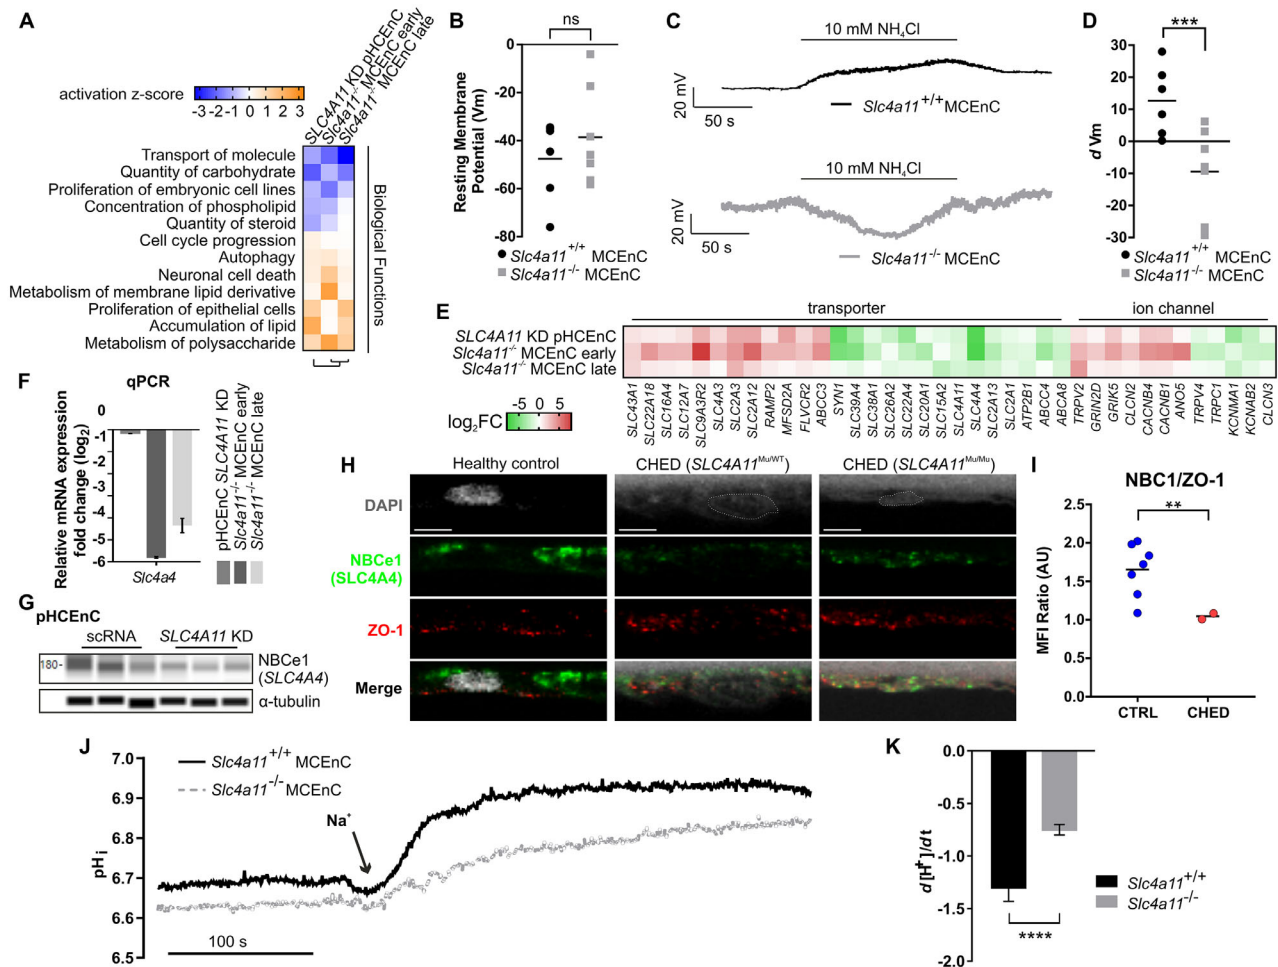 A
activation z-score
-3 -2 -1 0 1 2 3
SLC4A11 KD pHCEnC
Slc4a11-/- MCEnC early
Slc4a11-/- MCEnC late
Transport of molecule
Quantity of carbohydrate
Proliferation of embryonic cell lines
Concentration of phospholipid
Quantity of steroid
Cell cycle progression
Autophagy
Neuronal cell death
Metabolism of membrane lipid derivative
Proliferation of epithelial cells
Accumulation of lipid
Metabolism of polysaccharide
Biological Functions
B
ns
Resting Membrane
Potential (Vm)
0
-20
-40
-60
-80
Slc4a11+/+ MCEnC
Slc4a11-/- MCEnC
C
10 mM NH4Cl
20 mV
50 s
Slc4a11+/+ MCEnC
10 mM NH4Cl
20 mV
50 s
Slc4a11-/- MCEnC
D
***
d Vm
30
20
10
0
-10
-20
-30
Slc4a11+/+ MCEnC
Slc4a11-/- MCEnC
E
transporter
ion channel
SLC4A11 KD pHCEnC
Slc4a11-/- MCEnC early
Slc4a11-/- MCEnC late
-5 0 5
log2FC
SLC43A1
SLC22A18
SLC16A4
SLC12A17
SLC9A3R2
SLC4A3
SLC2A3
SLC2A12
RAMP2
MFSD2A
FLVCR2
ABCC3
SYN1
SLC39A4
SLC38A1
SLC26A2
SLC22A4
SLC20A1
SLC15A2
SLC4A11
SLC4A4
SLC2A13
SLC2A1
ATP2B1
ABCC4
ABCA8
TRPV2
GRIN2D
GRIK5
CLCN2
CACNB4
CACNB1
ANO5
TRPV4
TRPC1
KCNMA1
KCNAB2
CLCN3
F
qPCR
Relative mRNA expression
fold change (log2)
0
-1
-2
-3
-4
-5
-6
Slc4a4
pHCEnC SLC4A11 KD
Slc4a11-/- MCEnC early
Slc4a11-/- MCEnC late
G
pHCEnC
scRNA
SLC4A11 KD
180-
NBCe1
(SLC4A4)
α-tubulin
H
Healthy control
CHED (SLC4A11Mu/WT)
CHED (SLC4A11Mu/Mu)
DAPI
NBCe1
(SLC4A4)
ZO-1
Merge
I
NBC1/ZO-1
**
MFI Ratio (AU)
2.5
2.0
1.5
1.0
0.5
0.0
CTRL
CHED
J
Slc4a11+/+ MCEnC
Slc4a11-/- MCEnC
Na+
pHi
7.0
6.9
6.8
6.7
6.6
6.5
100 s
K
d[H+]/dt
0.0
-0.5
-1.0
-1.5
-2.0
****
Slc4a11+/+
Slc4a11-/-